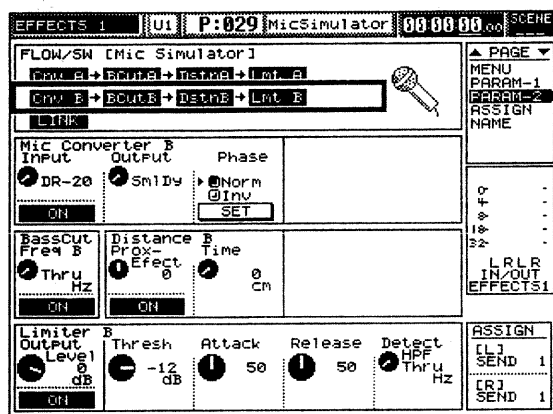 EFFECTS 1 U1 P:029 MicSimulator 00:00:00.00 SCENE
---
FLOW/SW [Mic Simulator]
Cnv A→BCutA→DstnA→Lmt A
Cnv B→BCutB→DstnB→Lmt B
LINK
▲ PAGE ▼
MENU
PARAM-1
PARAM-2
ASSIGN
NAME
Mic Converter B
Input Output Phase
DR-20 SmlDy Norm
Inv
ON SET
BassCut
Freq B
Thru
Hz
ON
Distance B
Prox-
Efect Time
0 0
cm
ON
0-
4-
8-
18-
32-
LRLR
IN/OUT
EFFECTS1
Limiter B
Output
Level Thresh Attack Release Detect
HPF
0 -12 50 50 Thru
dB dB Hz
ON
ASSIGN
[L]
SEND 1
[R]
SEND 1